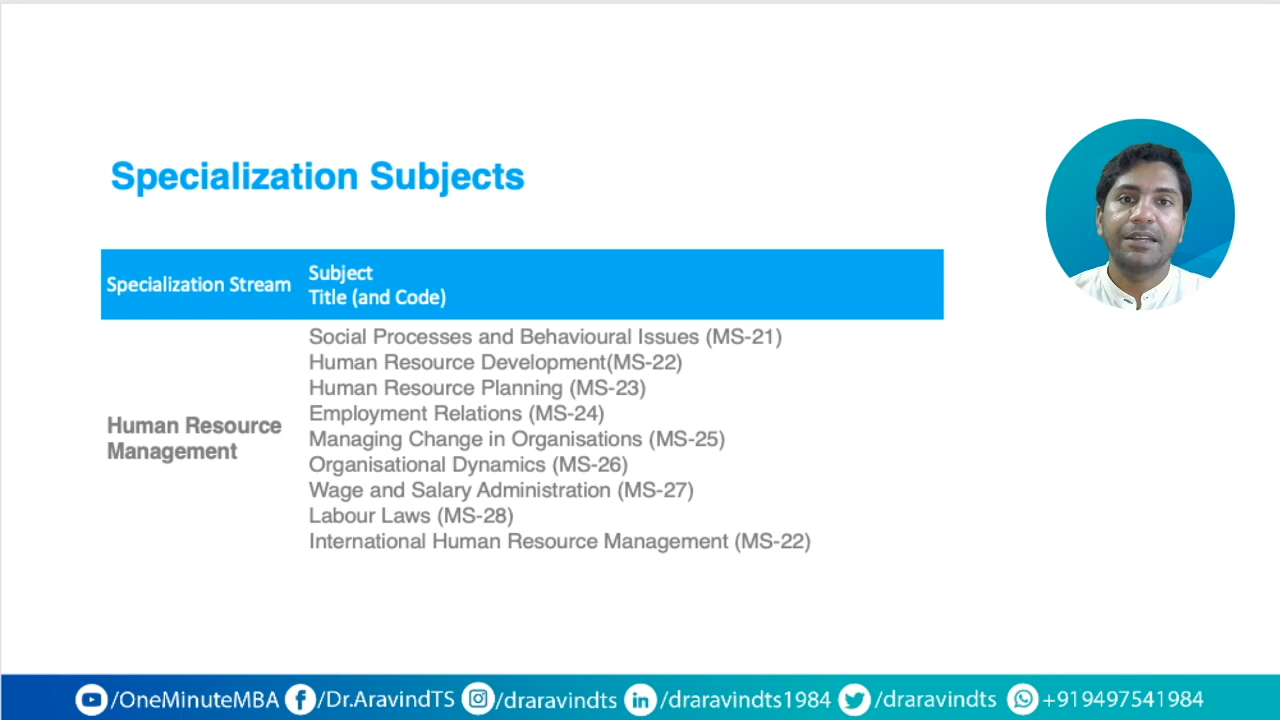 Specialization Subjects
Specialization Stream
Subject
Title (and Code)
Human Resource
Management
Social Processes and Behavioural Issues (MS-21)
Human Resource Development(MS-22)
Human Resource Planning (MS-23)
Employment Relations (MS-24)
Managing Change in Organisations (MS-25)
Organisational Dynamics (MS-26)
Wage and Salary Administration (MS-27)
Labour Laws (MS-28)
International Human Resource Management (MS-22)
/OneMinuteMBA /Dr.AravindTS /draravindts /draravindts1984 /draravindts +919497541984